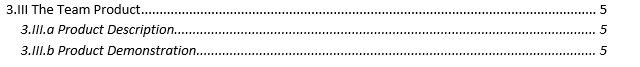 3.III The Team Product........................................................................................................ 5
3.III.a Product Description.................................................................................................. 5
3.III.b Product Demonstration............................................................................................. 5